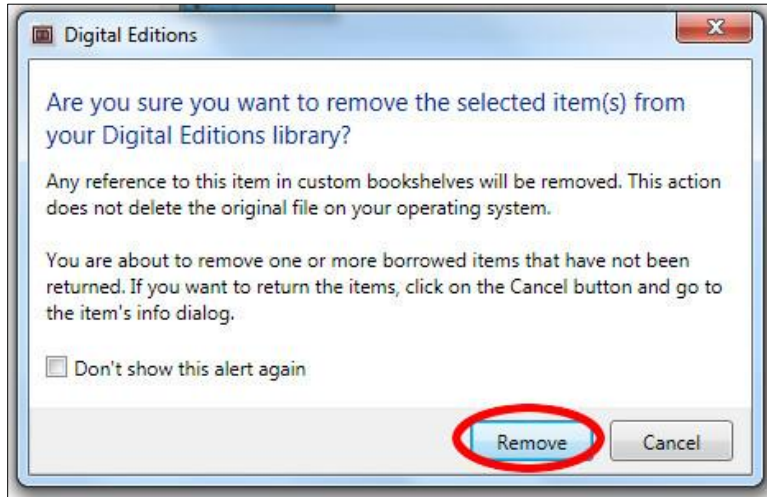 Digital Editions
Are you sure you want to remove the selected item(s) from
your Digital Editions library?
Any reference to this item in custom bookshelves will be removed. This action
does not delete the original file on your operating system.
You are about to remove one or more borrowed items that have not been
returned. If you want to return the items, click on the Cancel button and go to
the item's info dialog.
Don't show this alert again
Remove Cancel